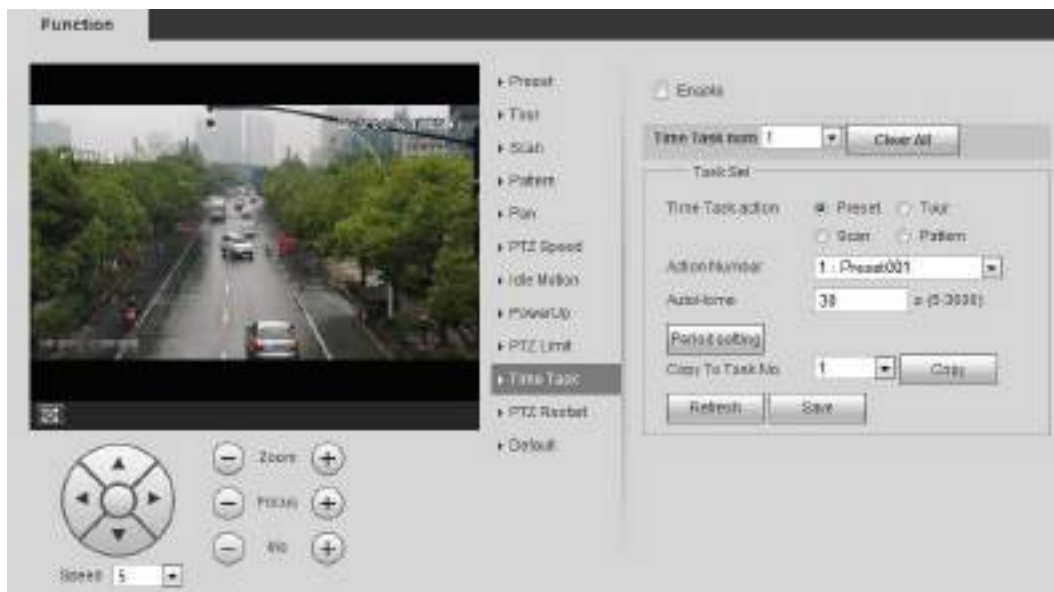 Function
Preset
Tour
Scan
Pattern
Pan
PTZ Speed
Idle Motion
PowerUp
PTZ Limit
Time Task
PTZ Restart
Default
Enable
Time Task num 1 Clear All
Task Set
Time Task action Preset Tour
Scan Pattern
Action Number 1 : Preset001
AutoHome 30 s (5-3600)
Period setting
Copy To Task No. 1 Copy
Refresh Save
Zoom
Focus
Iris
Speed 5